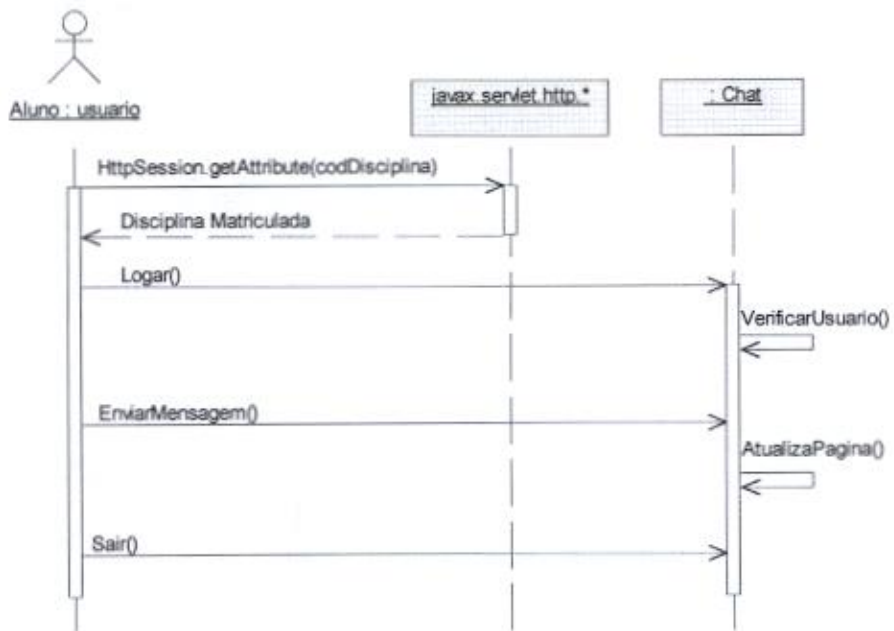 Aluno : usuario
javax.servlet.http.*
: Chat
HttpSession.getAttribute(codDisciplina)
Disciplina Matriculada
Logar()
VerificarUsuario()
EnviarMensagem()
AtualizaPagina()
Sair()